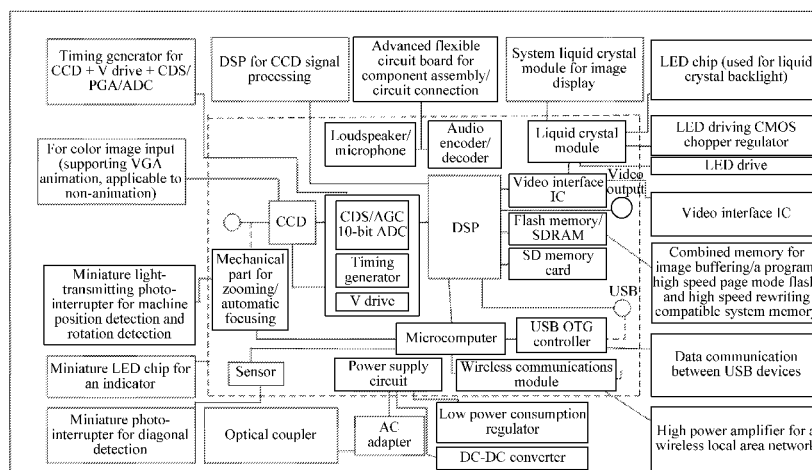 Timing generator for
CCD + V drive + CDS/
PGA/ADC
DSP for CCD signal
processing
Advanced flexible
circuit board for
component assembly/
circuit connection
System liquid crystal
module for image
display
LED chip (used for liquid
crystal backlight)
For color image input
(supporting VGA
animation, applicable to
non-animation)
Loudspeaker/
microphone
Audio
encoder/
decoder
Liquid crystal
module
LED driving CMOS
chopper regulator
LED drive
Video
output
Video interface
IC
Video interface IC
CCD
CDS/AGC
10-bit ADC
Timing
generator
V drive
DSP
Flash memory/
SDRAM
SD memory
card
Combined memory for
image buffering/a program
high speed page mode flash
and high speed rewriting
compatible system memory
Miniature light-
transmitting photo-
interrupter for machine
position detection and
rotation detection
Mechanical
part for
zooming/
automatic
focusing
USB
Microcomputer
USB OTG
controller
Data communication
between USB devices
Miniature LED chip for
an indicator
Sensor
Power supply
circuit
Wireless communications
module
Miniature photo-
interrupter for diagonal
detection
Optical coupler
AC
adapter
Low power consumption
regulator
DC-DC converter
High power amplifier for a
wireless local area network